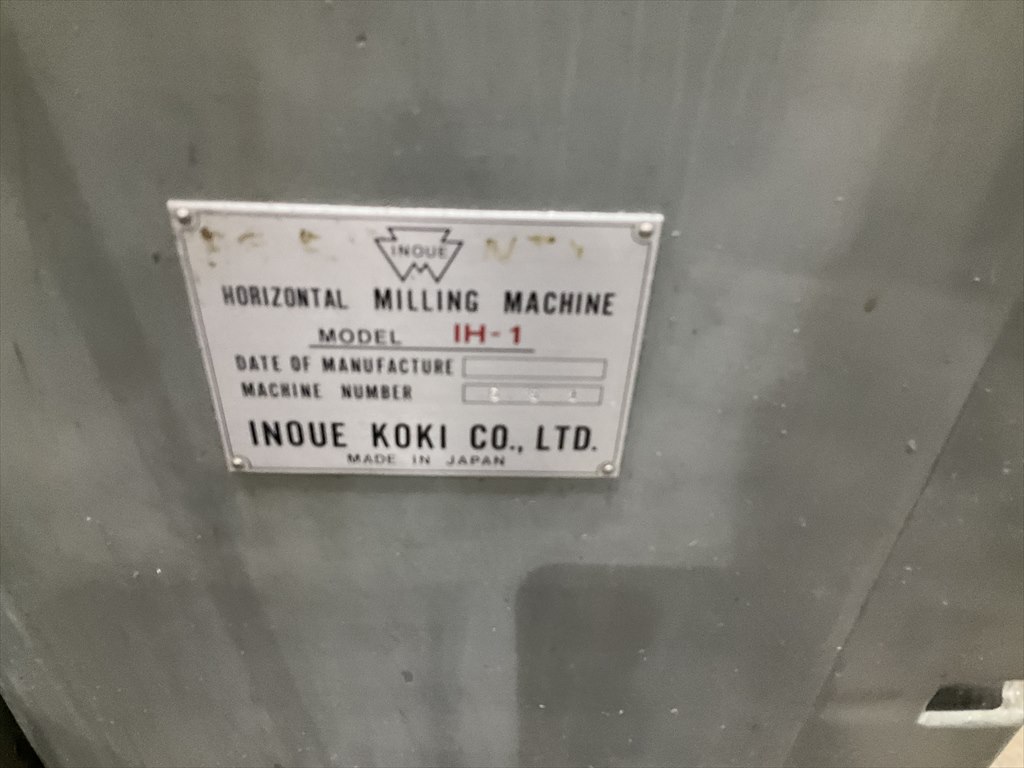 INOUE
HORIZONTAL MILLING MACHINE
MODEL IH-1
DATE OF MANUFACTURE
MACHINE NUMBER
INOUE KOKI CO., LTD.
MADE IN JAPAN